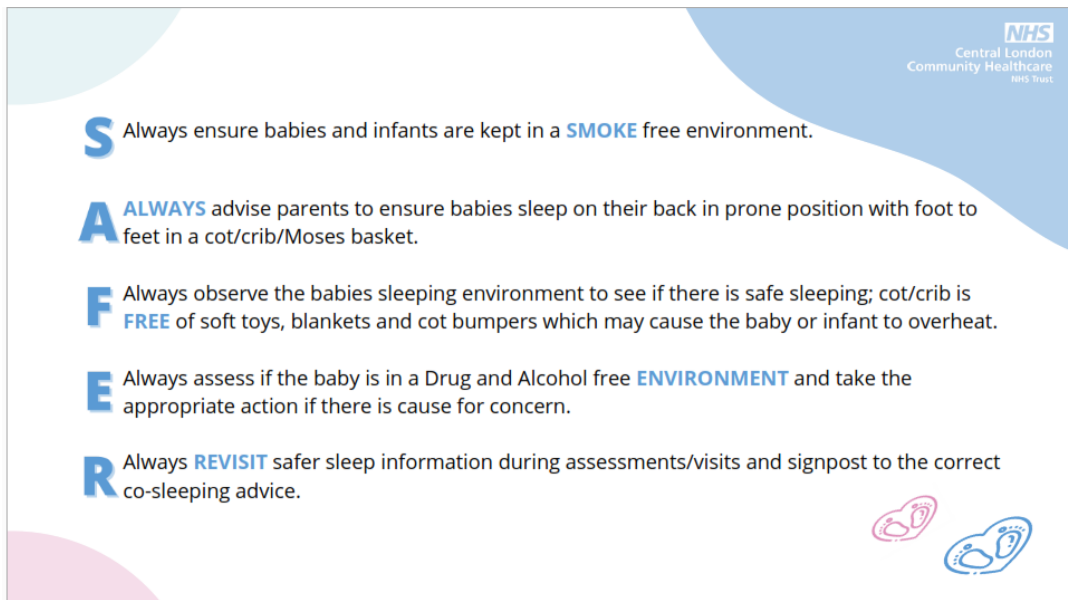 NHS
Central London
Community Healthcare
NHS Trust
S Always ensure babies and infants are kept in a SMOKE free environment.
A ALWAYS advise parents to ensure babies sleep on their back in prone position with foot to
feet in a cot/crib/Moses basket.
F Always observe the babies sleeping environment to see if there is safe sleeping; cot/crib is
FREE of soft toys, blankets and cot bumpers which may cause the baby or infant to overheat.
E Always assess if the baby is in a Drug and Alcohol free ENVIRONMENT and take the
appropriate action if there is cause for concern.
R Always REVISIT safer sleep information during assessments/visits and signpost to the correct
co-sleeping advice.